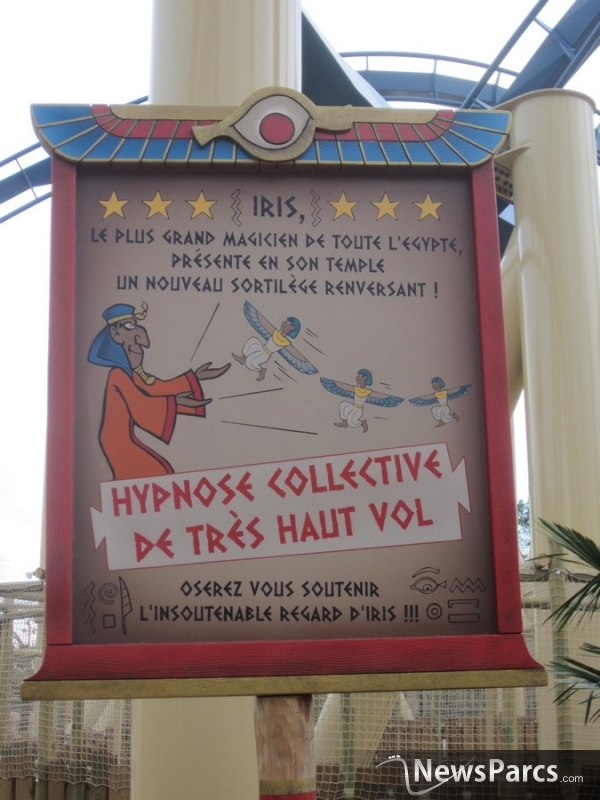 IRIS,
LE PLUS GRAND MAGICIEN DE TOUTE L'EGYPTE,
PRÉSENTE EN SON TEMPLE
UN NOUVEAU SORTILÈGE RENVERSANT !
HYPNOSE COLLECTIVE
DE TRÈS HAUT VOL
OSEREZ VOUS SOUTENIR
L'INSOUTENABLE REGARD D'IRIS !!!
NewsParcs.com